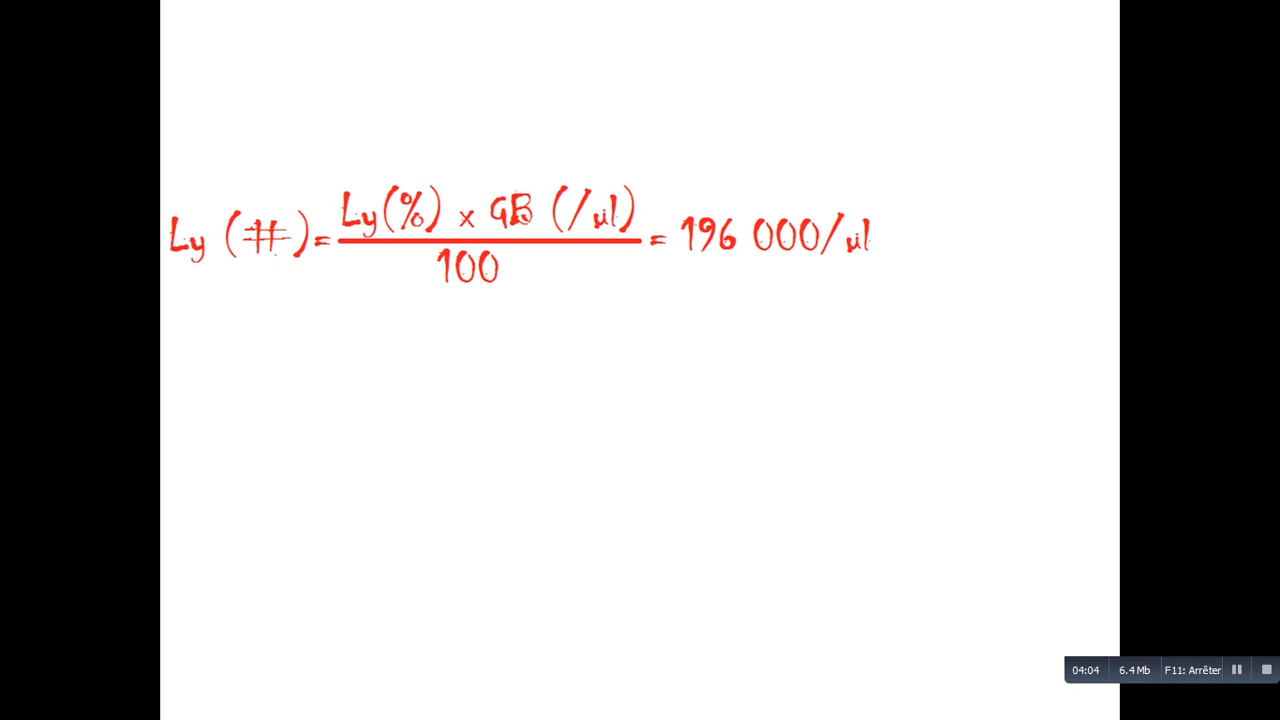 Ly (#) = Ly(%) x GB (/µl) / 100 = 196 000/µl
04:04 6.4 Mb F11: Arrêter